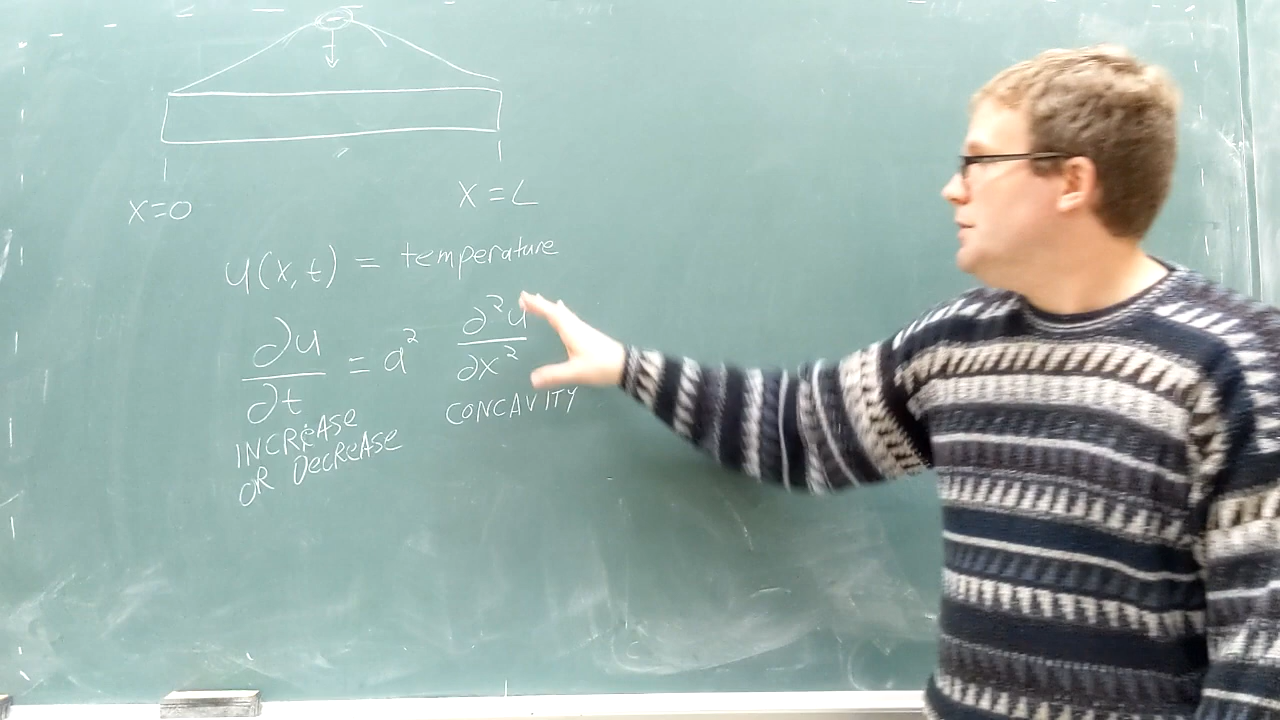 x=0
x=L
u(x,t) = temperature
∂u/∂t = a² ∂²u/∂x²
INCREASE
OR DECREASE
CONCAVITY